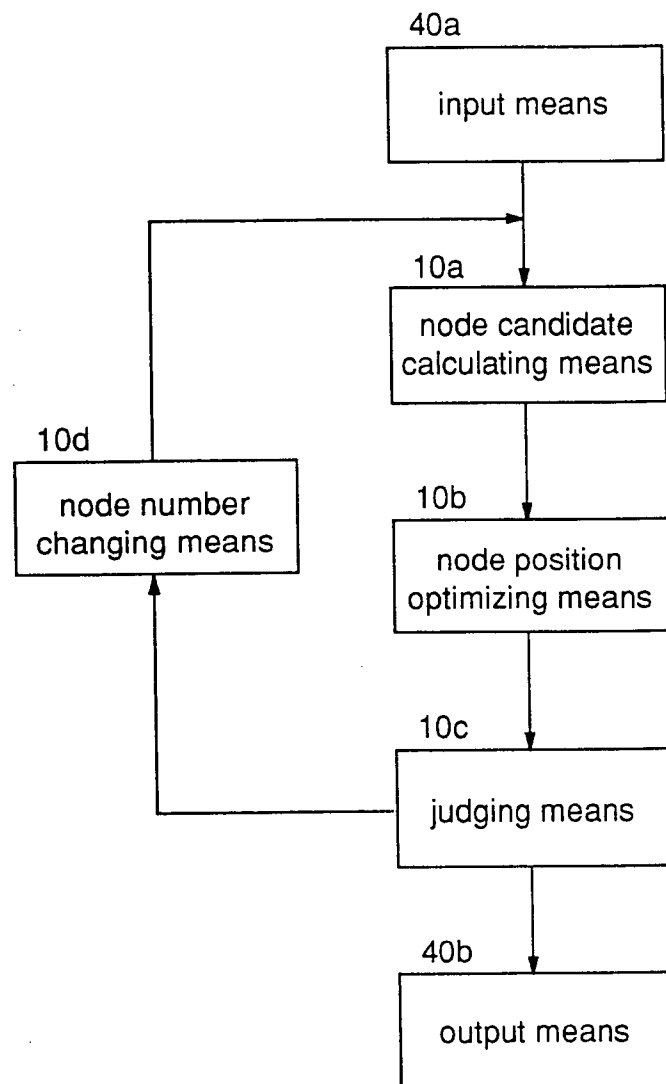 40a
input means
10a
node candidate
calculating means
10d
node number
changing means
10b
node position
optimizing means
10c
judging means
40b
output means